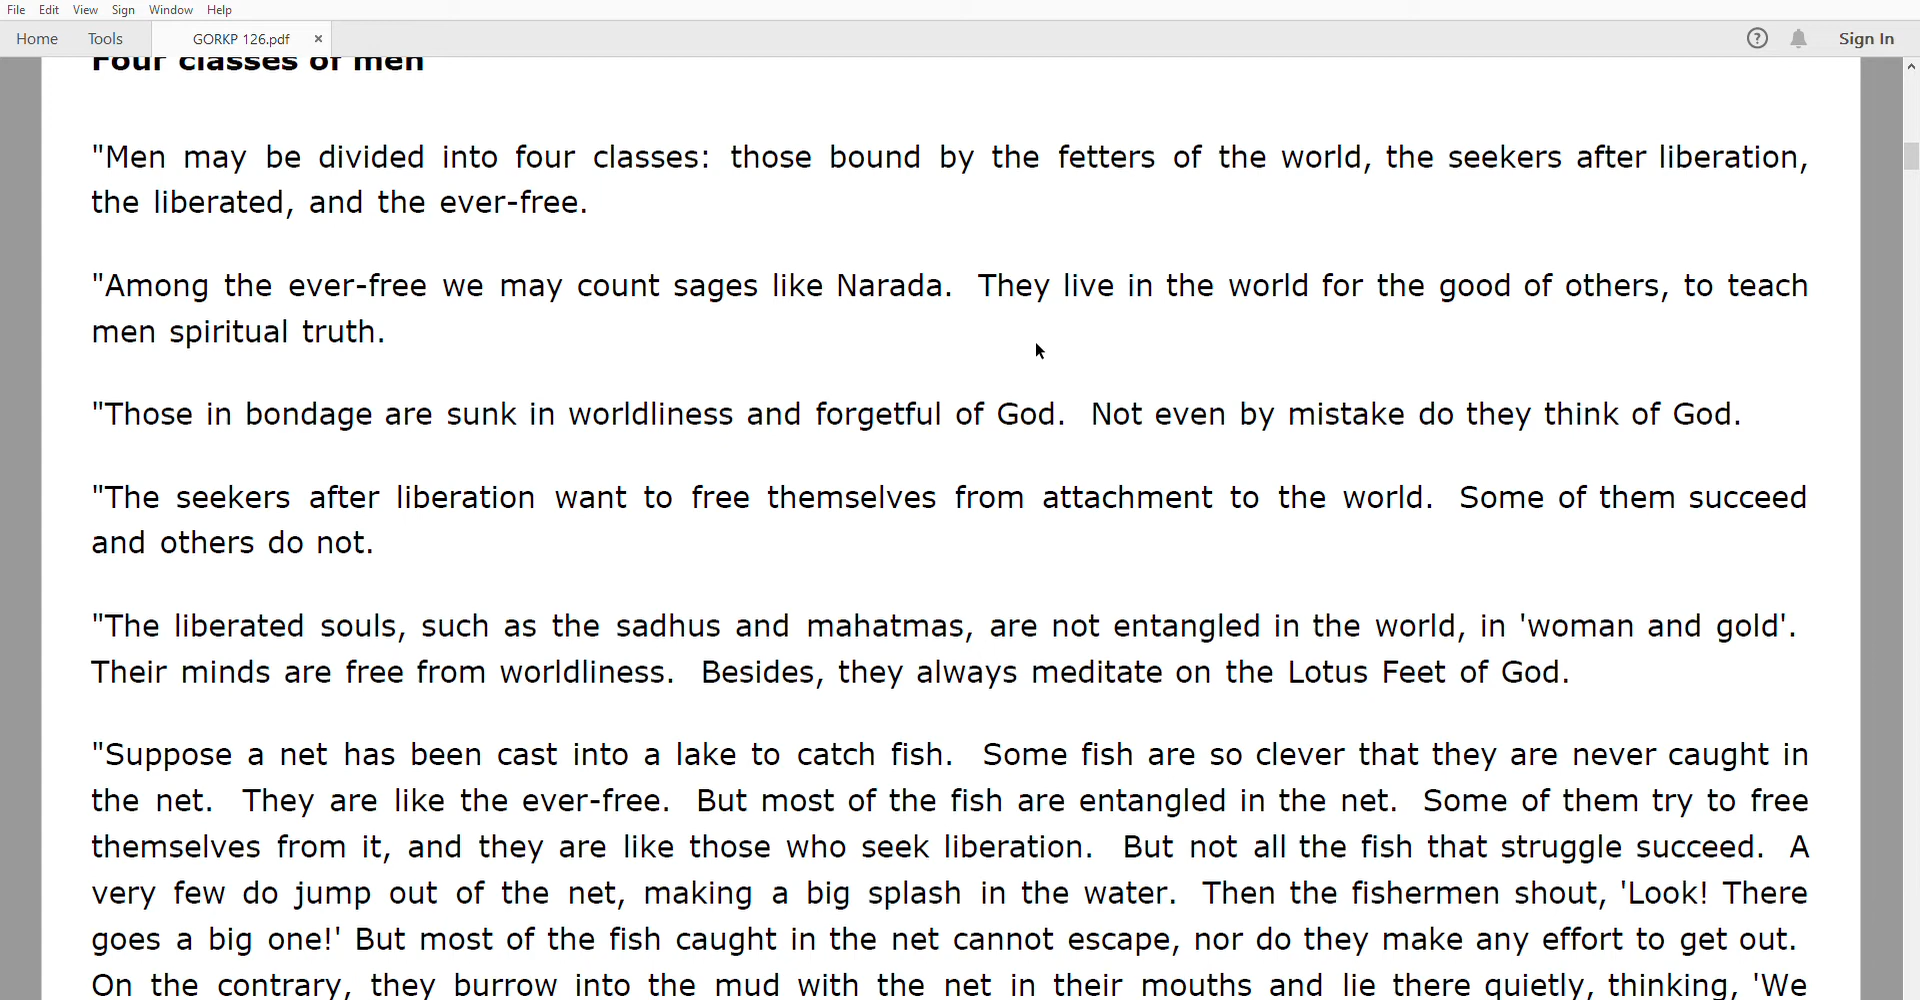 File Edit View Sign Window Help
Home Tools GORKP 126.pdf × ? Sign In
Four classes of men
"Men may be divided into four classes: those bound by the fetters of the world, the seekers after liberation,
the liberated, and the ever-free.
"Among the ever-free we may count sages like Narada. They live in the world for the good of others, to teach
men spiritual truth.
"Those in bondage are sunk in worldliness and forgetful of God. Not even by mistake do they think of God.
"The seekers after liberation want to free themselves from attachment to the world. Some of them succeed
and others do not.
"The liberated souls, such as the sadhus and mahatmas, are not entangled in the world, in 'woman and gold'.
Their minds are free from worldliness. Besides, they always meditate on the Lotus Feet of God.
"Suppose a net has been cast into a lake to catch fish. Some fish are so clever that they are never caught in
the net. They are like the ever-free. But most of the fish are entangled in the net. Some of them try to free
themselves from it, and they are like those who seek liberation. But not all the fish that struggle succeed. A
very few do jump out of the net, making a big splash in the water. Then the fishermen shout, 'Look! There
goes a big one!' But most of the fish caught in the net cannot escape, nor do they make any effort to get out.
On the contrary, they burrow into the mud with the net in their mouths and lie there quietly, thinking, 'We